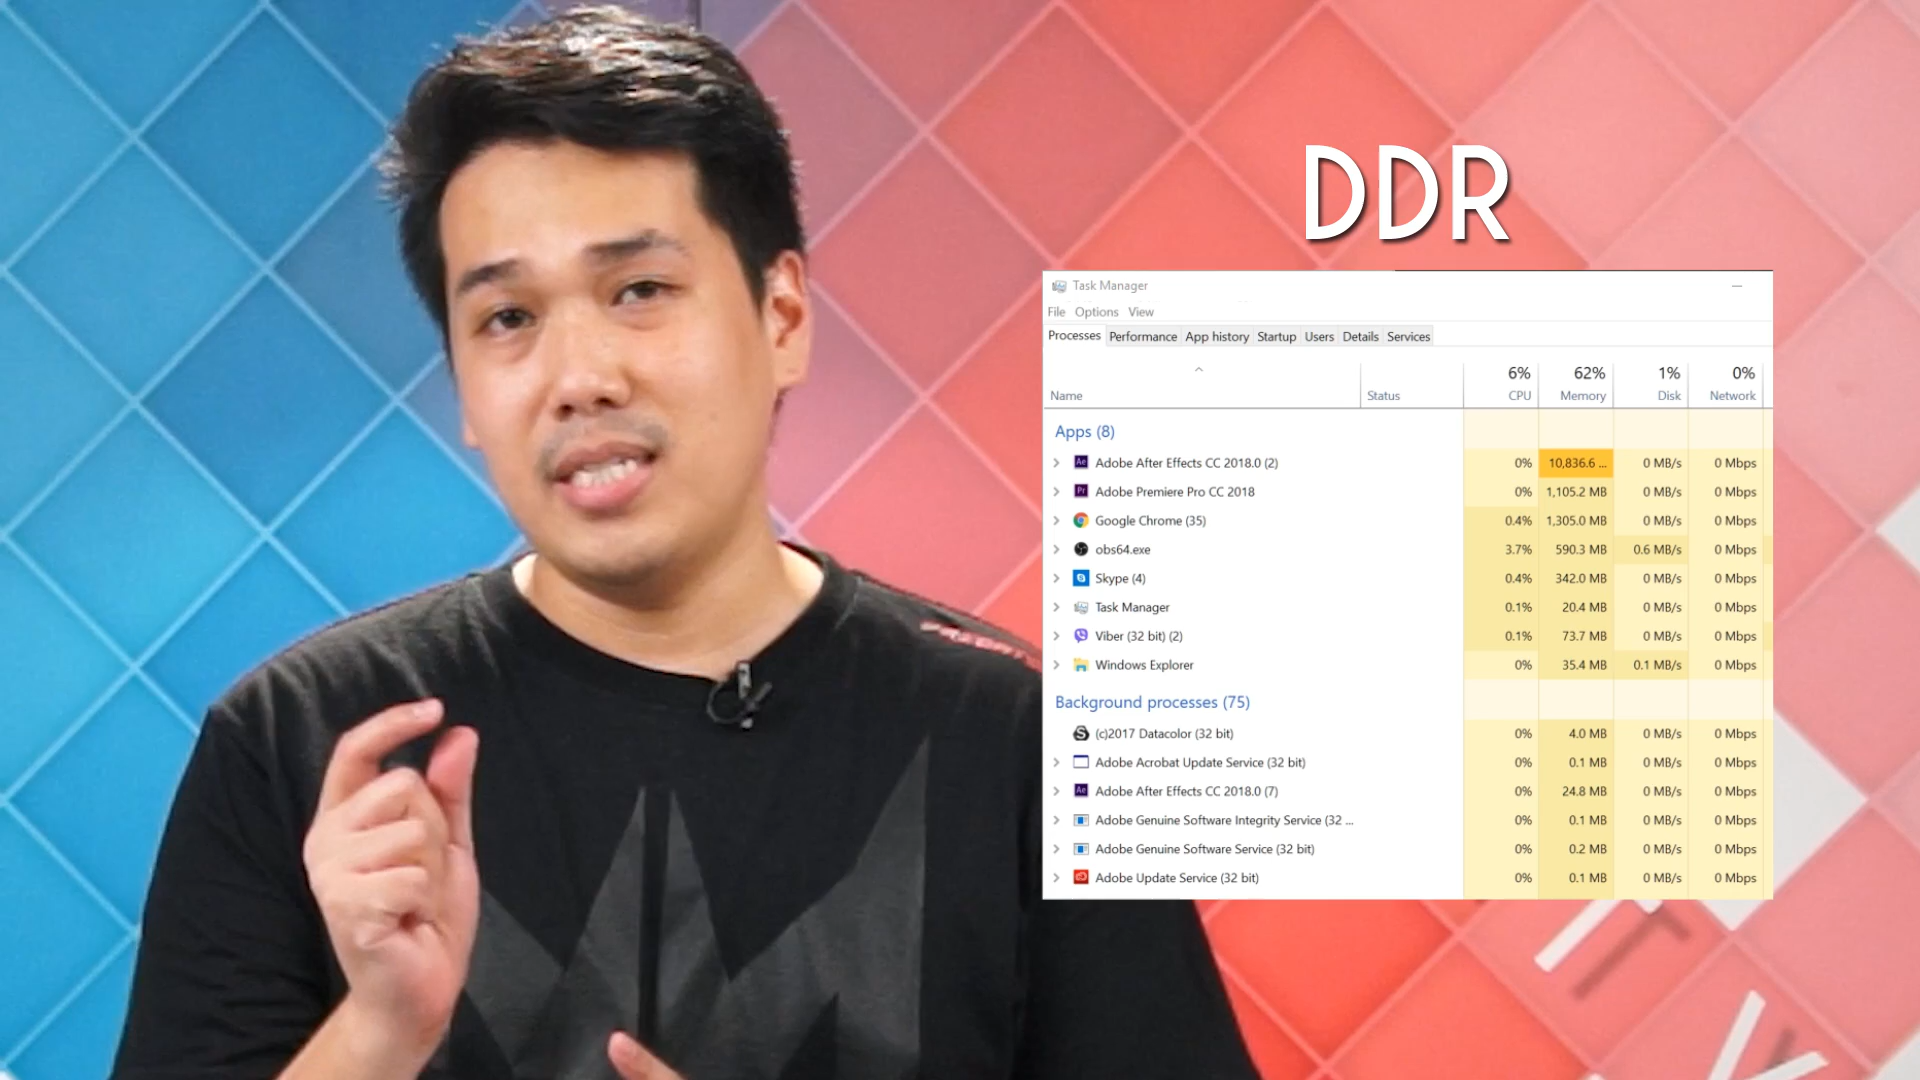 DDR
Task Manager
File Options View
Processes Performance App history Startup Users Details Services
6% 62% 1% 0%
Name Status CPU Memory Disk Network
Apps (8)
Adobe After Effects CC 2018.0 (2) 0% 10,836.6 ... 0 MB/s 0 Mbps
Adobe Premiere Pro CC 2018 0% 1,105.2 MB 0 MB/s 0 Mbps
Google Chrome (35) 0.4% 1,305.0 MB 0 MB/s 0 Mbps
obs64.exe 3.7% 590.3 MB 0.6 MB/s 0 Mbps
Skype (4) 0.4% 342.0 MB 0 MB/s 0 Mbps
Task Manager 0.1% 20.4 MB 0 MB/s 0 Mbps
Viber (32 bit) (2) 0.1% 73.7 MB 0 MB/s 0 Mbps
Windows Explorer 0% 35.4 MB 0.1 MB/s 0 Mbps
Background processes (75)
(c)2017 Datacolor (32 bit) 0% 4.0 MB 0 MB/s 0 Mbps
Adobe Acrobat Update Service (32 bit) 0% 0.1 MB 0 MB/s 0 Mbps
Adobe After Effects CC 2018.0 (7) 0% 24.8 MB 0 MB/s 0 Mbps
Adobe Genuine Software Integrity Service (32 ... 0% 0.1 MB 0 MB/s 0 Mbps
Adobe Genuine Software Service (32 bit) 0% 0.2 MB 0 MB/s 0 Mbps
Adobe Update Service (32 bit) 0% 0.1 MB 0 MB/s 0 Mbps
T
Y